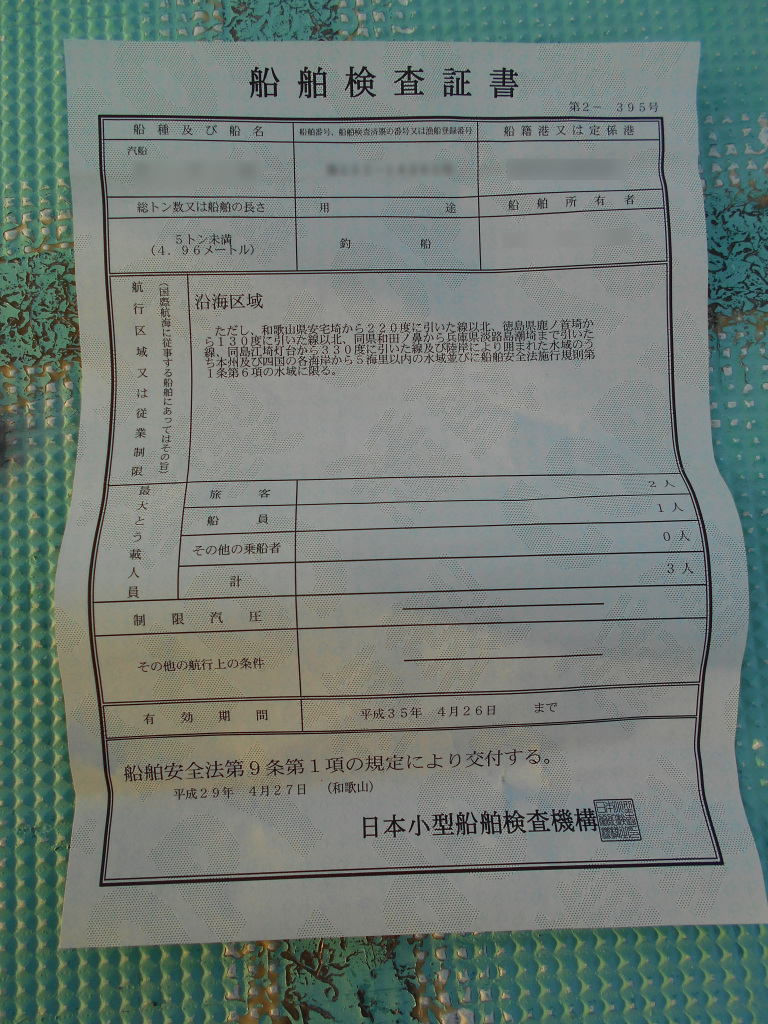 船舶検査証書
第2－ 395号
船種及び船名
船舶番号、船舶検査済票の番号又は漁船登録番号
船籍港又は定係港
汽船
総トン数又は船舶の長さ
用途
船舶所有者
5トン未満
(4.96メートル)
釣船
航行区域又は従業制限
(国際航海に従事する船舶にあってはその旨)
沿海区域
ただし、和歌山県安宅埼から220度に引いた線以北、徳島県鹿ノ首埼か
ら130度に引いた線以北、同県和田ノ鼻から兵庫県淡路島潮埼まで引いた
線、同島江埼灯台から330度に引いた線及び陸岸により囲まれた水域のう
ち本州及び四国の各海岸から5海里以内の水域並びに船舶安全法施行規則第
1条第6項の水域に限る。
最大とう載人員
旅客 2人
船員 1人
その他の乗船者 0人
計 3人
制限汽圧
その他の航行上の条件
有効期間 平成35年 4月26日 まで
船舶安全法第9条第1項の規定により交付する。
平成29年 4月27日 (和歌山)
日本小型船舶検査機構